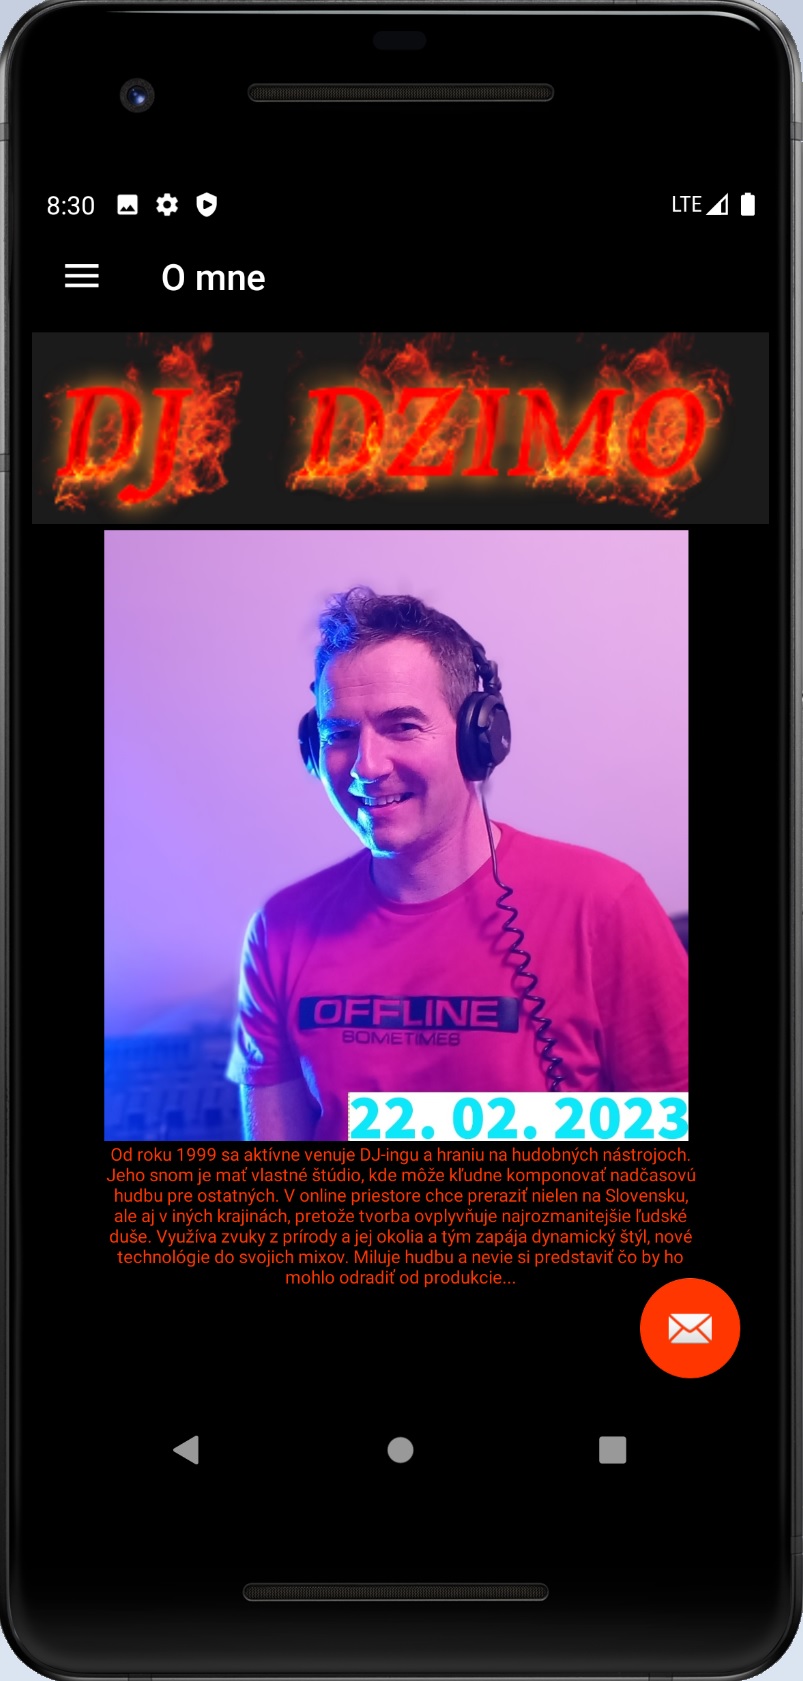 8:30
LTE
O mne
DJ DZIMO
OFFLINE
SOMETIMES
22. 02. 2023
Od roku 1999 sa aktívne venuje DJ-ingu a hraniu na hudobných nástrojoch.
Jeho snom je mať vlastné štúdio, kde môže kľudne komponovať nadčasovú
hudbu pre ostatných. V online priestore chce preraziť nielen na Slovensku,
ale aj v iných krajinách, pretože tvorba ovplyvňuje najrozmanitejšie ľudské
duše. Využíva zvuky z prírody a jej okolia a tým zapája dynamický štýl, nové
technológie do svojich mixov. Miluje hudbu a nevie si predstaviť čo by ho
mohlo odradiť od produkcie...